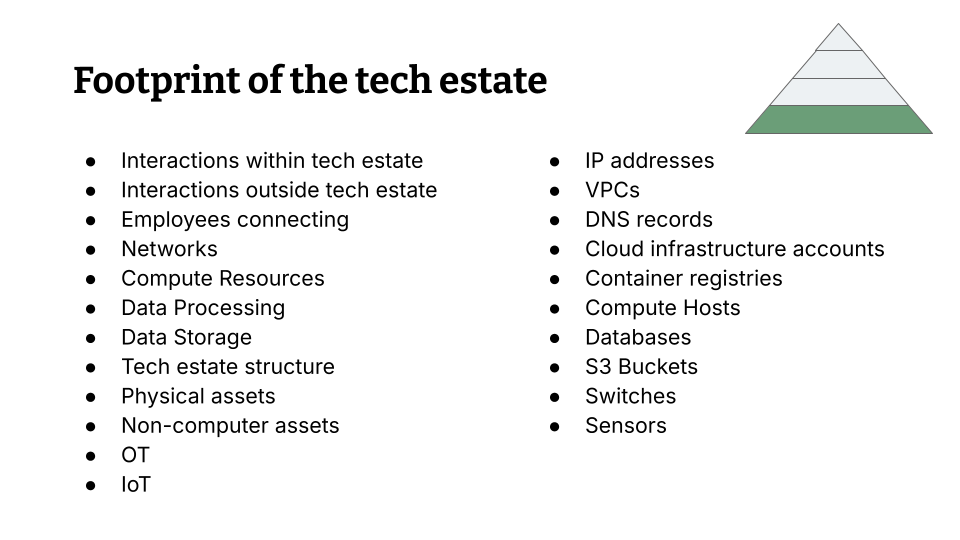 Footprint of the tech estate
● Interactions within tech estate
● Interactions outside tech estate
● Employees connecting
● Networks
● Compute Resources
● Data Processing
● Data Storage
● Tech estate structure
● Physical assets
● Non-computer assets
● OT
● IoT
● IP addresses
● VPCs
● DNS records
● Cloud infrastructure accounts
● Container registries
● Compute Hosts
● Databases
● S3 Buckets
● Switches
● Sensors